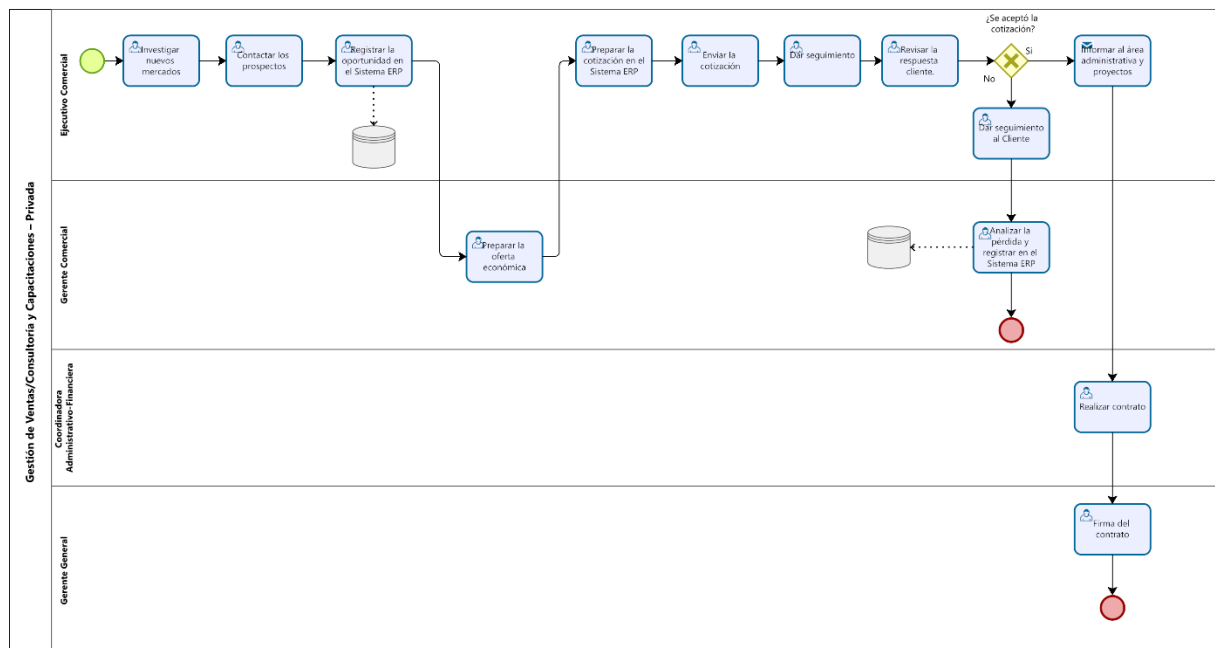 Gestión de Ventas/Consultoría y Capacitaciones – Privada
Ejecutivo Comercial
Investigar
nuevos
mercados
Contactar los
prospectos
Registrar la
oportunidad en
el Sistema ERP
Preparar la
cotización en el
Sistema ERP
Enviar la
cotización
Dar seguimiento
Revisar la
respuesta
cliente.
¿Se aceptó la
cotización?
Si
No
Informar al área
administrativa y
proyectos
Dar seguimiento
al Cliente
Gerente Comercial
Preparar la
oferta
económica
Analizar la
pérdida y
registrar en el
Sistema ERP
Coordinadora
Administrativo-Financiera
Realizar contrato
Gerente General
Firma del
contrato